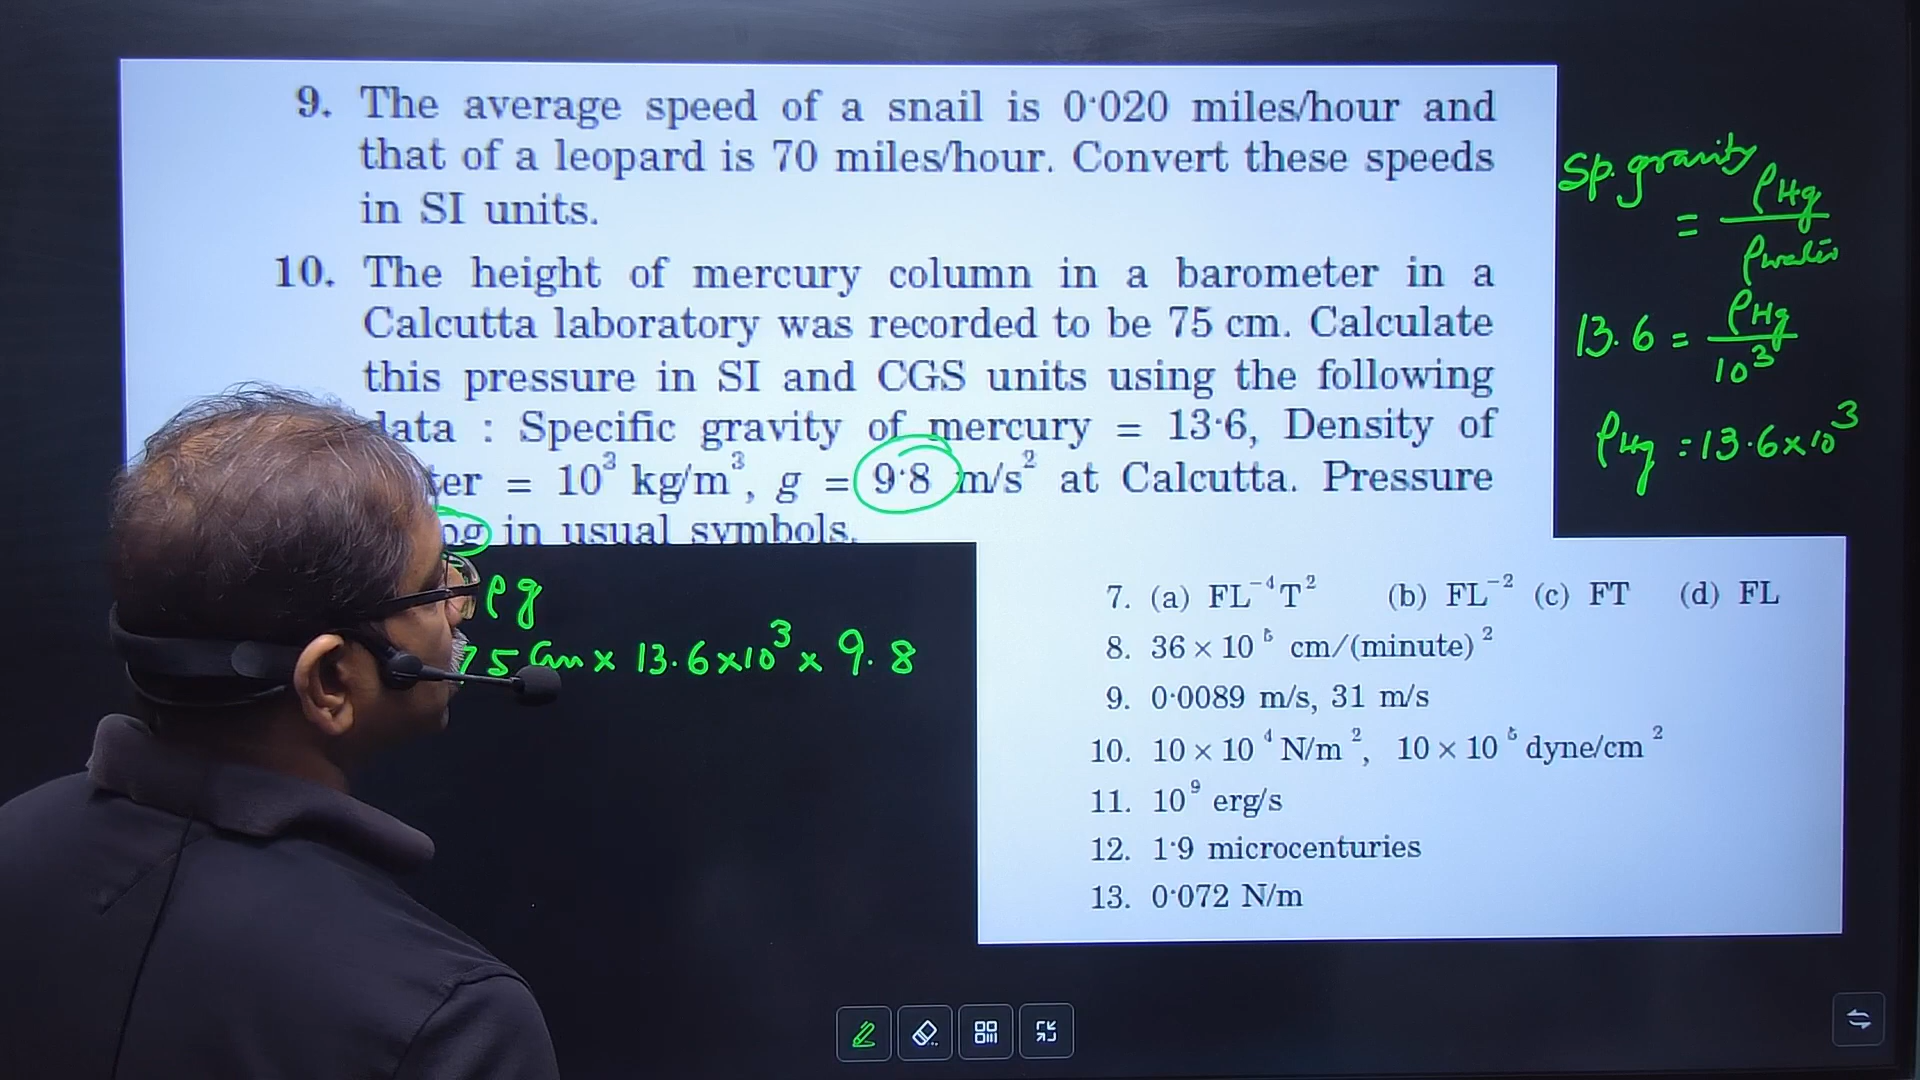 9. The average speed of a snail is 0·020 miles/hour and
that of a leopard is 70 miles/hour. Convert these speeds
in SI units.
10. The height of mercury column in a barometer in a
Calcutta laboratory was recorded to be 75 cm. Calculate
this pressure in SI and CGS units using the following
data : Specific gravity of mercury = 13·6, Density of
ter = 10³ kg/m³, g = 9·8 m/s² at Calcutta. Pressure
ρg in usual symbols.
Sp. gravity
= ρHg / ρwater
13.6 = ρHg / 10³
ρHg = 13.6×10³
ρg
75 cm × 13.6×10³ × 9.8
7. (a) FL⁻⁴T² (b) FL⁻² (c) FT (d) FL
8. 36 × 10⁵ cm/(minute)²
9. 0·0089 m/s, 31 m/s
10. 10 × 10⁴ N/m², 10 × 10⁵ dyne/cm²
11. 10⁹ erg/s
12. 1·9 microcenturies
13. 0·072 N/m